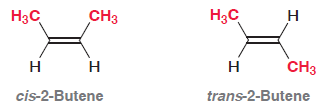 H₃C CH₃ H₃C H
H H H CH₃
cis-2-Butene trans-2-Butene